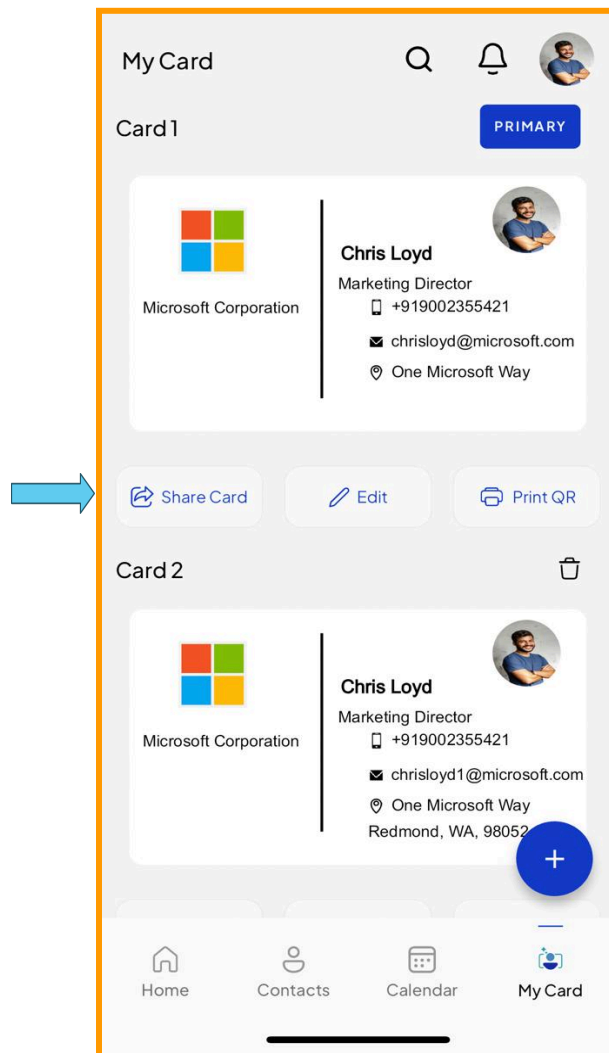 My Card
Card 1
PRIMARY
Chris Loyd
Marketing Director
Microsoft Corporation
+919002355421
chrisloyd@microsoft.com
One Microsoft Way
Share Card
Edit
Print QR
Card 2
Chris Loyd
Marketing Director
Microsoft Corporation
+919002355421
chrisloyd1@microsoft.com
One Microsoft Way
Redmond, WA, 98052
+
Home
Contacts
Calendar
My Card